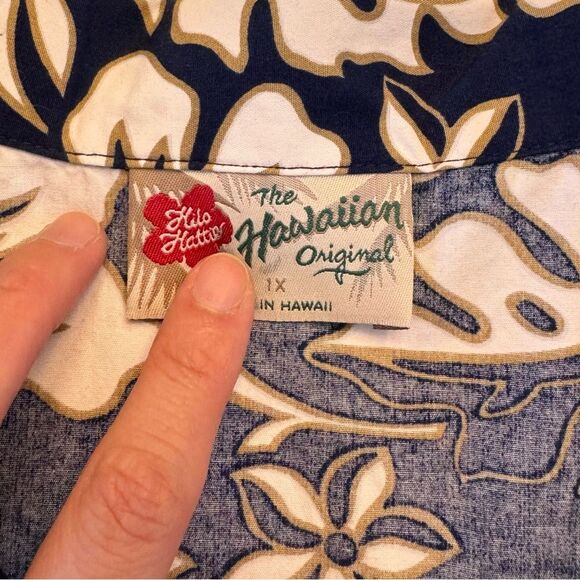 Hilo
Hattie
The
Hawaiian
Original
1X
IN HAWAII